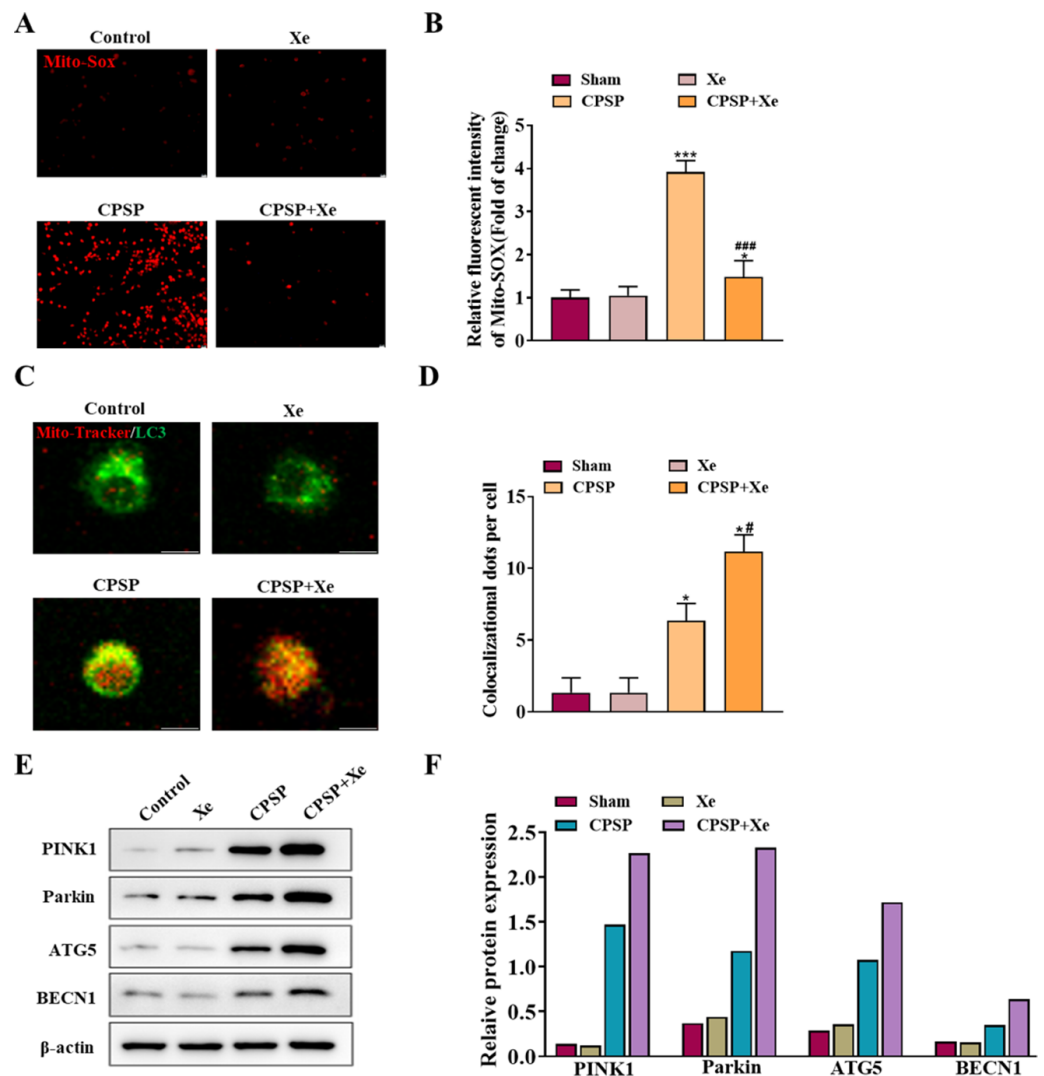 A
Control
Xe
Mito-Sox
CPSP
CPSP+Xe
B
Sham
Xe
CPSP
CPSP+Xe
Relative fluorescent intensity
of Mito-SOX(Fold of change)
5
4
3
2
1
0
***
###
*
C
Control
Xe
Mito-Tracker/LC3
CPSP
CPSP+Xe
D
Sham
Xe
CPSP
CPSP+Xe
Colocalizational dots per cell
15
10
5
0
*
*#
E
Control
Xe
CPSP
CPSP+Xe
PINK1
Parkin
ATG5
BECN1
β-actin
F
Sham
Xe
CPSP
CPSP+Xe
Relaive protein expression
2.5
2.0
1.5
1.0
0.5
0.0
PINK1
Parkin
ATG5
BECN1